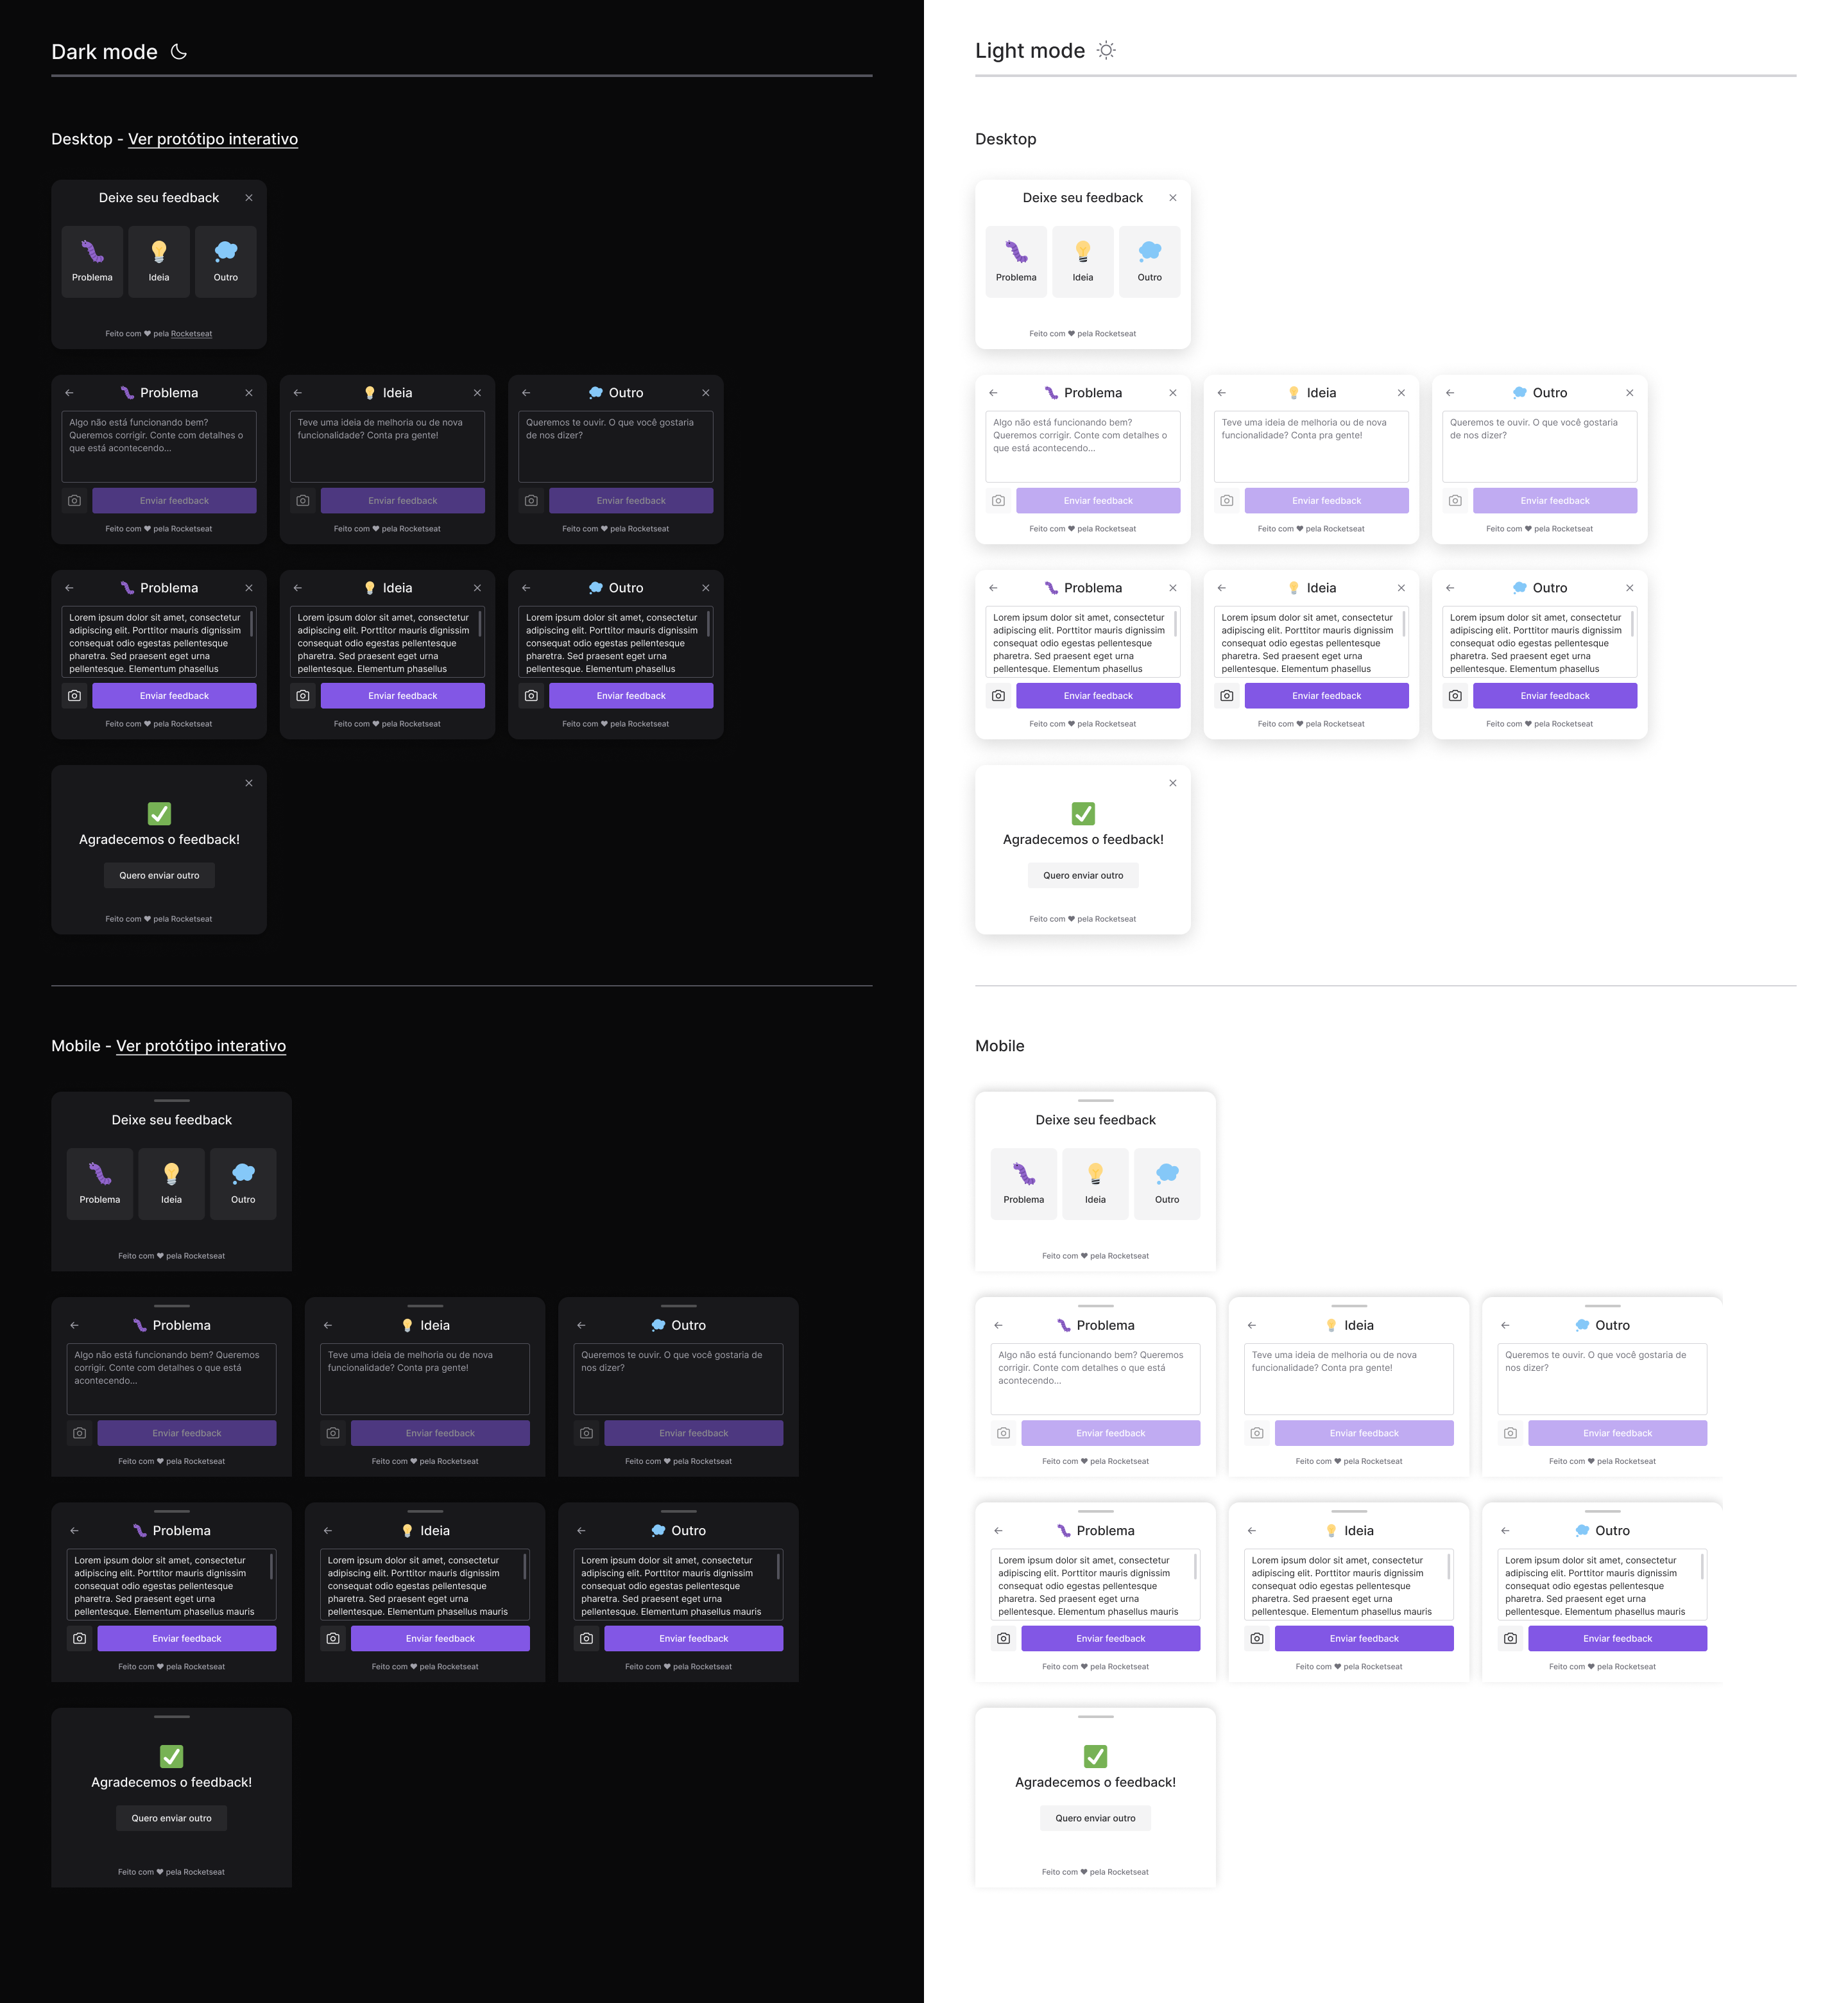 Dark mode
Desktop - Ver protótipo interativo
Deixe seu feedback
Problema Ideia Outro
Feito com ❤ pela Rocketseat
Problema
Algo não está funcionando bem?
Queremos corrigir. Conte com detalhes o
que está acontecendo...
Enviar feedback
Feito com ❤ pela Rocketseat
Ideia
Teve uma ideia de melhoria ou de nova
funcionalidade? Conta pra gente!
Enviar feedback
Feito com ❤ pela Rocketseat
Outro
Queremos te ouvir. O que você gostaria
de nos dizer?
Enviar feedback
Feito com ❤ pela Rocketseat
Problema
Lorem ipsum dolor sit amet, consectetur
adipiscing elit. Porttitor mauris dignissim
consequat odio egestas pellentesque
pharetra. Sed praesent eget urna
pellentesque. Elementum phasellus
Enviar feedback
Feito com ❤ pela Rocketseat
Ideia
Lorem ipsum dolor sit amet, consectetur
adipiscing elit. Porttitor mauris dignissim
consequat odio egestas pellentesque
pharetra. Sed praesent eget urna
pellentesque. Elementum phasellus
Enviar feedback
Feito com ❤ pela Rocketseat
Outro
Lorem ipsum dolor sit amet, consectetur
adipiscing elit. Porttitor mauris dignissim
consequat odio egestas pellentesque
pharetra. Sed praesent eget urna
pellentesque. Elementum phasellus
Enviar feedback
Feito com ❤ pela Rocketseat
Agradecemos o feedback!
Quero enviar outro
Feito com ❤ pela Rocketseat
Mobile - Ver protótipo interativo
Deixe seu feedback
Problema Ideia Outro
Feito com ❤ pela Rocketseat
Problema
Algo não está funcionando bem? Queremos
corrigir. Conte com detalhes o que está
acontecendo...
Enviar feedback
Feito com ❤ pela Rocketseat
Ideia
Teve uma ideia de melhoria ou de nova
funcionalidade? Conta pra gente!
Enviar feedback
Feito com ❤ pela Rocketseat
Outro
Queremos te ouvir. O que você gostaria de
nos dizer?
Enviar feedback
Feito com ❤ pela Rocketseat
Problema
Lorem ipsum dolor sit amet, consectetur
adipiscing elit. Porttitor mauris dignissim
consequat odio egestas pellentesque
pharetra. Sed praesent eget urna
pellentesque. Elementum phasellus mauris
Enviar feedback
Feito com ❤ pela Rocketseat
Ideia
Lorem ipsum dolor sit amet, consectetur
adipiscing elit. Porttitor mauris dignissim
consequat odio egestas pellentesque
pharetra. Sed praesent eget urna
pellentesque. Elementum phasellus mauris
Enviar feedback
Feito com ❤ pela Rocketseat
Outro
Lorem ipsum dolor sit amet, consectetur
adipiscing elit. Porttitor mauris dignissim
consequat odio egestas pellentesque
pharetra. Sed praesent eget urna
pellentesque. Elementum phasellus mauris
Enviar feedback
Feito com ❤ pela Rocketseat
Agradecemos o feedback!
Quero enviar outro
Feito com ❤ pela Rocketseat
Light mode
Desktop
Deixe seu feedback
Problema Ideia Outro
Feito com ❤ pela Rocketseat
Problema
Algo não está funcionando bem?
Queremos corrigir. Conte com detalhes o
que está acontecendo...
Enviar feedback
Feito com ❤ pela Rocketseat
Ideia
Teve uma ideia de melhoria ou de nova
funcionalidade? Conta pra gente!
Enviar feedback
Feito com ❤ pela Rocketseat
Outro
Queremos te ouvir. O que você gostaria
de nos dizer?
Enviar feedback
Feito com ❤ pela Rocketseat
Problema
Lorem ipsum dolor sit amet, consectetur
adipiscing elit. Porttitor mauris dignissim
consequat odio egestas pellentesque
pharetra. Sed praesent eget urna
pellentesque. Elementum phasellus
Enviar feedback
Feito com ❤ pela Rocketseat
Ideia
Lorem ipsum dolor sit amet, consectetur
adipiscing elit. Porttitor mauris dignissim
consequat odio egestas pellentesque
pharetra. Sed praesent eget urna
pellentesque. Elementum phasellus
Enviar feedback
Feito com ❤ pela Rocketseat
Outro
Lorem ipsum dolor sit amet, consectetur
adipiscing elit. Porttitor mauris dignissim
consequat odio egestas pellentesque
pharetra. Sed praesent eget urna
pellentesque. Elementum phasellus
Enviar feedback
Feito com ❤ pela Rocketseat
Agradecemos o feedback!
Quero enviar outro
Feito com ❤ pela Rocketseat
Mobile
Deixe seu feedback
Problema Ideia Outro
Feito com ❤ pela Rocketseat
Problema
Algo não está funcionando bem? Queremos
corrigir. Conte com detalhes o que está
acontecendo...
Enviar feedback
Feito com ❤ pela Rocketseat
Ideia
Teve uma ideia de melhoria ou de nova
funcionalidade? Conta pra gente!
Enviar feedback
Feito com ❤ pela Rocketseat
Outro
Queremos te ouvir. O que você gostaria de
nos dizer?
Enviar feedback
Feito com ❤ pela Rocketseat
Problema
Lorem ipsum dolor sit amet, consectetur
adipiscing elit. Porttitor mauris dignissim
consequat odio egestas pellentesque
pharetra. Sed praesent eget urna
pellentesque. Elementum phasellus mauris
Enviar feedback
Feito com ❤ pela Rocketseat
Ideia
Lorem ipsum dolor sit amet, consectetur
adipiscing elit. Porttitor mauris dignissim
consequat odio egestas pellentesque
pharetra. Sed praesent eget urna
pellentesque. Elementum phasellus mauris
Enviar feedback
Feito com ❤ pela Rocketseat
Outro
Lorem ipsum dolor sit amet, consectetur
adipiscing elit. Porttitor mauris dignissim
consequat odio egestas pellentesque
pharetra. Sed praesent eget urna
pellentesque. Elementum phasellus mauris
Enviar feedback
Feito com ❤ pela Rocketseat
Agradecemos o feedback!
Quero enviar outro
Feito com ❤ pela Rocketseat